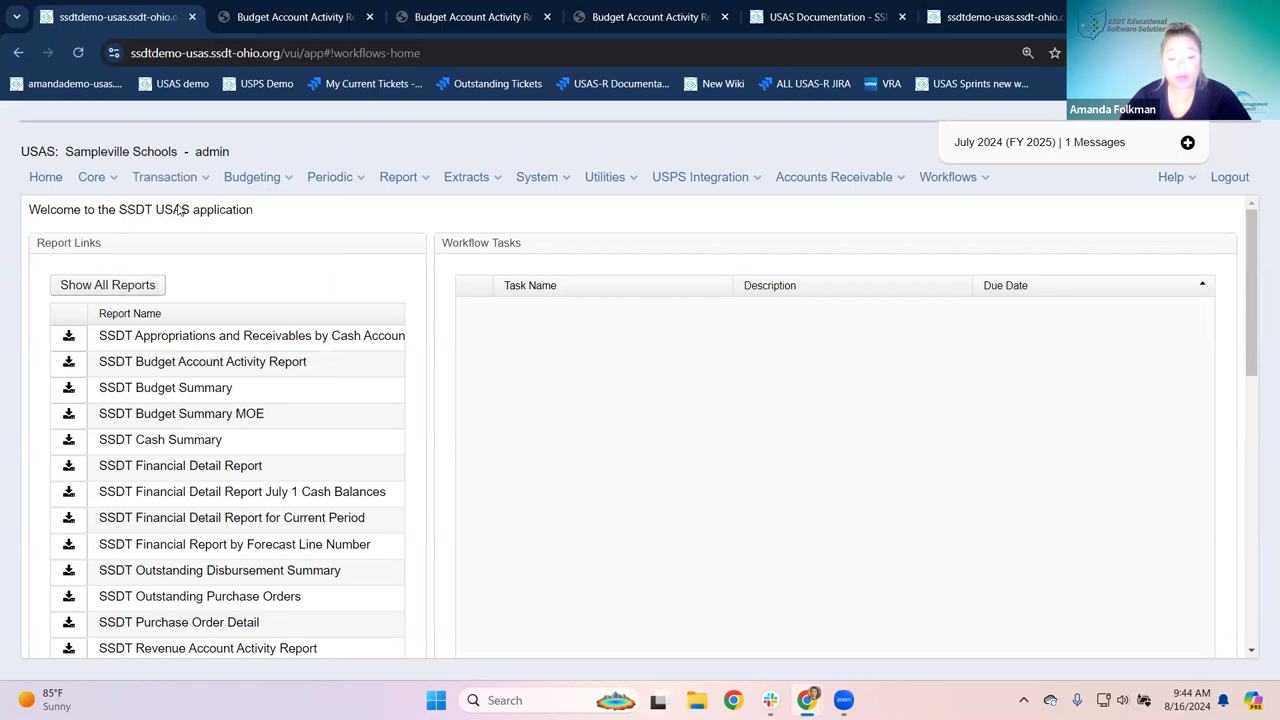 ssdtdemo-usas.ssdt-ohio.o
Budget Account Activity R
Budget Account Activity R
Budget Account Activity R
USAS Documentation - SS
ssdtdemo-usas.ssdt-ohio.o
ssdtdemo-usas.ssdt-ohio.org/vui/app#!workflows-home
amandademo-usas....
USAS demo
USPS Demo
My Current Tickets -...
Outstanding Tickets
USAS-R Documenta...
New Wiki
ALL USAS-R JIRA
vmw
VRA
USAS Sprints new w...
SSDT Educational
Software Solution
Amanda Folkman
USAS: Sampleville Schools - admin
July 2024 (FY 2025) | 1 Messages
Home Core Transaction Budgeting Periodic Report Extracts System Utilities USPS Integration Accounts Receivable Workflows Help Logout
Welcome to the SSDT USAS application
Report Links
Show All Reports
Report Name
SSDT Appropriations and Receivables by Cash Accoun
SSDT Budget Account Activity Report
SSDT Budget Summary
SSDT Budget Summary MOE
SSDT Cash Summary
SSDT Financial Detail Report
SSDT Financial Detail Report July 1 Cash Balances
SSDT Financial Detail Report for Current Period
SSDT Financial Report by Forecast Line Number
SSDT Outstanding Disbursement Summary
SSDT Outstanding Purchase Orders
SSDT Purchase Order Detail
SSDT Revenue Account Activity Report
Workflow Tasks
Task Name Description Due Date
85°F
Sunny
Search
PRE
9:44 AM
8/16/2024